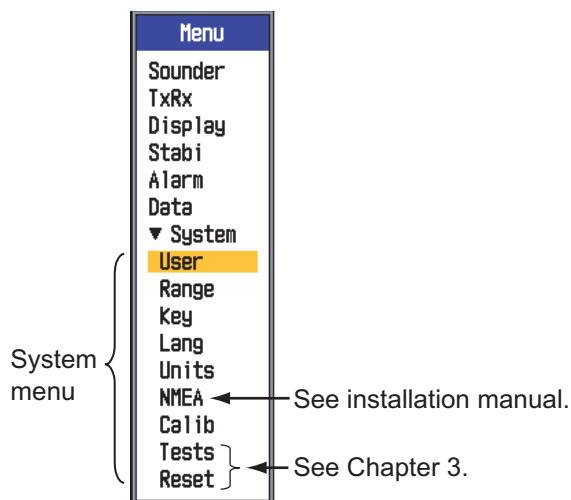 Menu
Sounder
TxRx
Display
Stabi
Alarm
Data
▼ System
User
Range
Key
Lang
Units
NMEA
Calib
Tests
Reset
System
menu
See installation manual.
See Chapter 3.